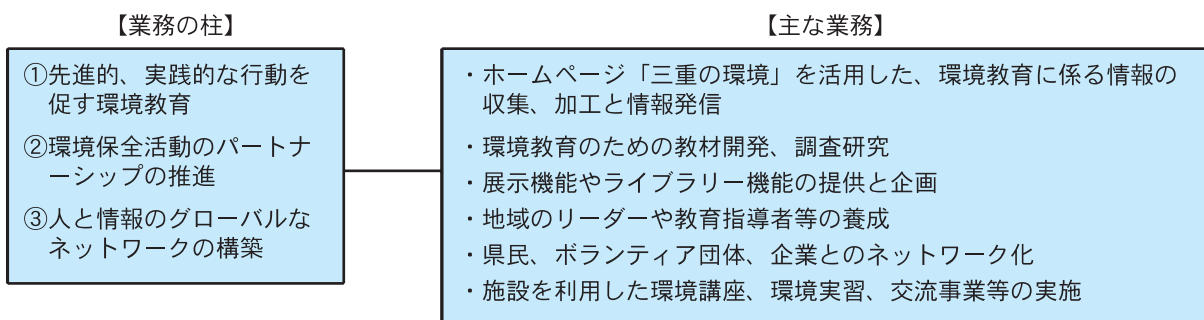 【業務の柱】
①先進的、実践的な行動を
促す環境教育
②環境保全活動のパートナ
ーシップの推進
③人と情報のグローバルな
ネットワークの構築
【主な業務】
・ホームページ「三重の環境」を活用した、環境教育に係る情報の
収集、加工と情報発信
・環境教育のための教材開発、調査研究
・展示機能やライブラリー機能の提供と企画
・地域のリーダーや教育指導者等の養成
・県民、ボランティア団体、企業とのネットワーク化
・施設を利用した環境講座、環境実習、交流事業等の実施